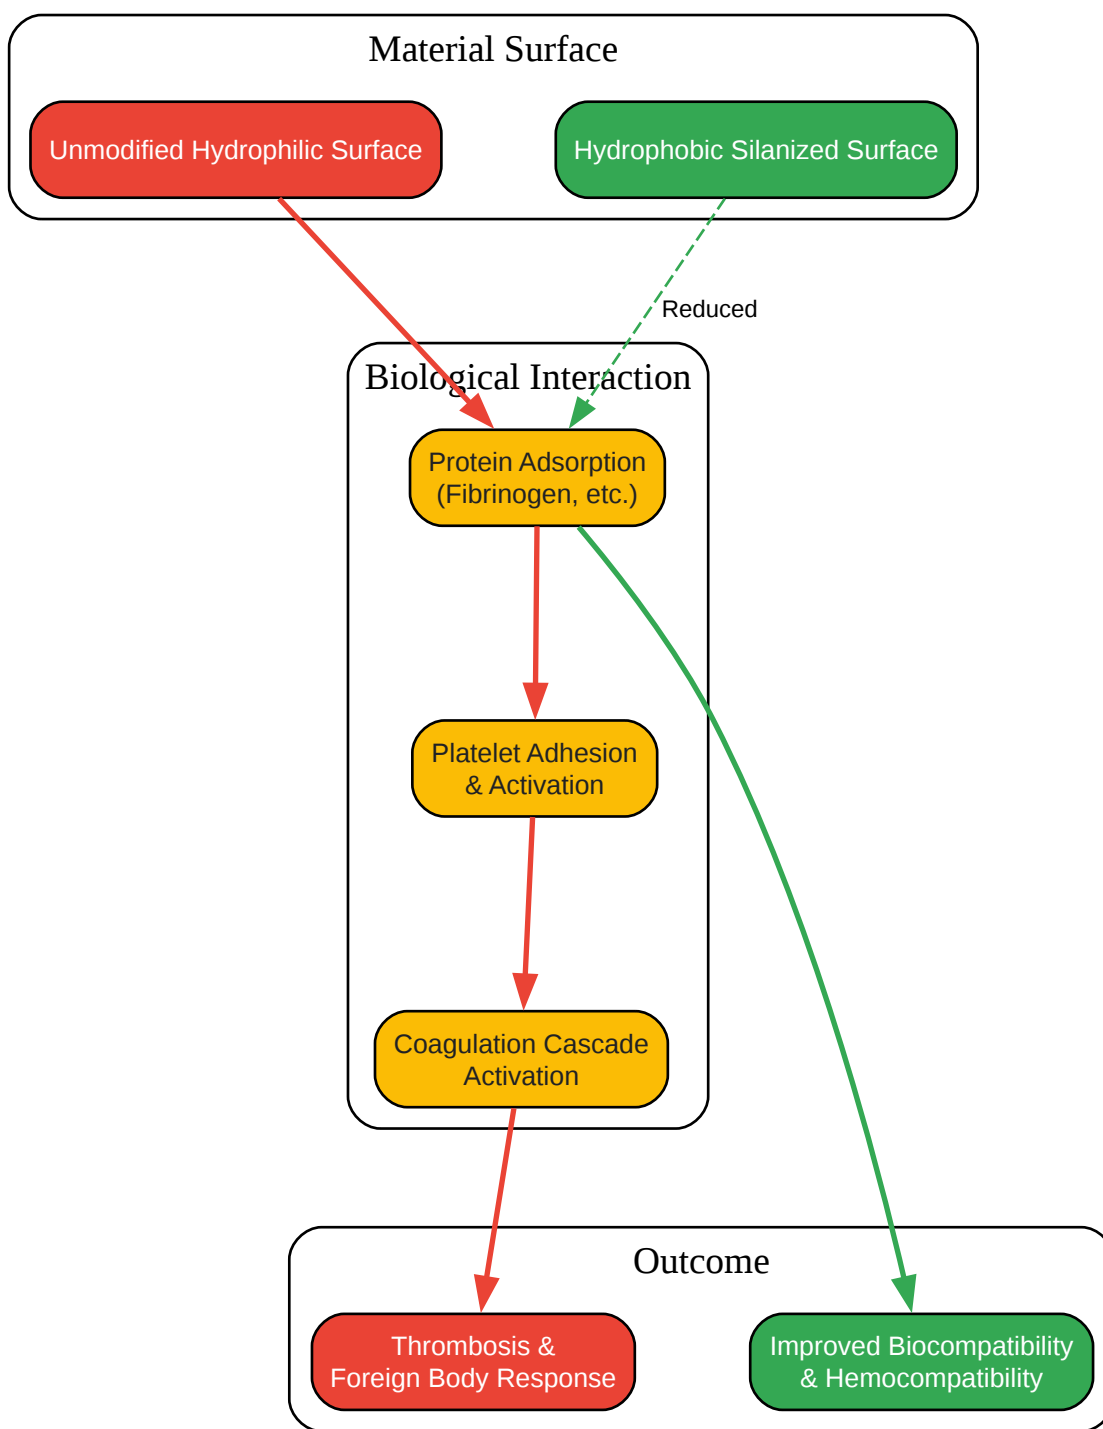 Material Surface
Unmodified Hydrophilic Surface
Hydrophobic Silanized Surface
Reduced
Biological Interaction
Protein Adsorption
(Fibrinogen, etc.)
Platelet Adhesion
& Activation
Coagulation Cascade
Activation
Outcome
Thrombosis &
Foreign Body Response
Improved Biocompatibility
& Hemocompatibility